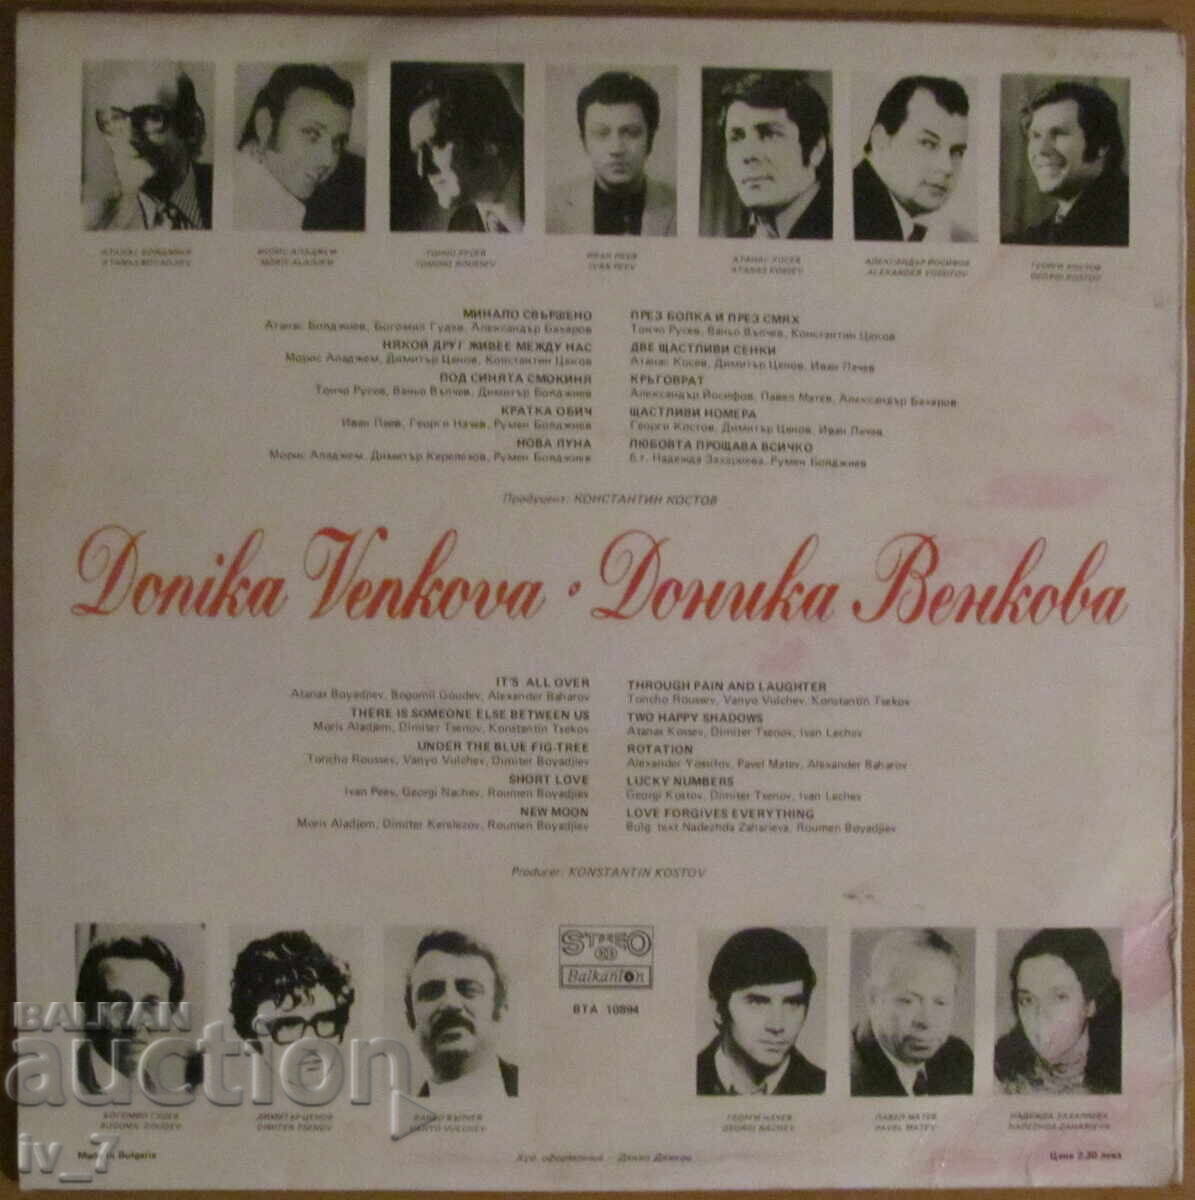 АТАНАС БОЯДЖИЕВ
ATANAS BOYADJIEV
МОРИС АЛАДЖЕМ
MORIS ALADJEM
ТОНЧО РУСЕВ
TONCHO ROUSSEV
ИВАН ПЕЕВ
IVAN PEEV
АТАНАС КОСЕВ
ATANAS KOSSEV
АЛЕКСАНДЪР ЙОСИФОВ
ALEXANDER YOSSIFOV
ГЕОРГИ КОСТОВ
GEORGI KOSTOV
МИНАЛО СВЪРШЕНО
Атанас Бояджиев, Богомил Гудев, Александър Бахаров
НЯКОЙ ДРУГ ЖИВЕЕ МЕЖДУ НАС
Морис Аладжем, Димитър Ценов, Константин Цеков
ПОД СИНЯТА СМОКИНЯ
Тончо Русев, Ваньо Вълчев, Димитър Бояджиев
КРАТКА ОБИЧ
Иван Пеев, Георги Начев, Румен Бояджиев
НОВА ЛУНА
Морис Аладжем, Димитър Керелезов, Румен Бояджиев
ПРЕЗ БОЛКА И ПРЕЗ СМЯХ
Тончо Русев, Ваньо Вълчев, Константин Цеков
ДВЕ ЩАСТЛИВИ СЕНКИ
Атанас Косев, Димитър Ценов, Иван Лечев
КРЪГОВРАТ
Александър Йосифов, Павел Матев, Александър Бахаров
ЩАСТЛИВИ НОМЕРА
Георги Костов, Димитър Ценов, Иван Лечев
ЛЮБОВТА ПРОЩАВА ВСИЧКО
б.т. Надежда Захариева, Румен Бояджиев
Продуцент: КОНСТАНТИН КОСТОВ
Donika Venkova • Доника Венкова
IT'S ALL OVER
Atanas Boyadjiev, Bogomil Goudev, Alexander Baharov
THERE IS SOMEONE ELSE BETWEEN US
Moris Aladjem, Dimiter Tsenov, Konstantin Tsekov
UNDER THE BLUE FIG-TREE
Toncho Roussev, Vanyo Vulchev, Dimiter Boyadjiev
SHORT LOVE
Ivan Peev, Georgi Nachev, Roumen Boyadjiev
NEW MOON
Moris Aladjem, Dimiter Kerelezov, Roumen Boyadjiev
THROUGH PAIN AND LAUGHTER
Toncho Roussev, Vanyo Vulchev, Konstantin Tsekov
TWO HAPPY SHADOWS
Atanas Kossev, Dimiter Tsenov, Ivan Lechev
ROTATION
Alexander Yossifov, Pavel Matev, Alexander Baharov
LUCKY NUMBERS
Georgi Kostov, Dimiter Tsenov, Ivan Lechev
LOVE FORGIVES EVERYTHING
Bulg. text Nadezhda Zaharieva, Roumen Boyadjiev
Producer: KONSTANTIN KOSTOV
STEREO
Balkanton
ВТА 10894
БОГОМИЛ ГУДЕВ
BOGOMIL GOUDEV
ДИМИТЪР ЦЕНОВ
DIMITER TSENOV
ВАНЬО ВЪЛЧЕВ
VANYO VULCHEV
ГЕОРГИ НАЧЕВ
GEORGI NACHEV
ПАВЕЛ МАТЕВ
PAVEL MATEV
НАДЕЖДА ЗАХАРИЕВА
NADEZHDA ZAHARIEVA
Made in Bulgaria
Худ. оформление – Динко Динков
Цена 2,30 лева
BALKAN
auction
iv_7